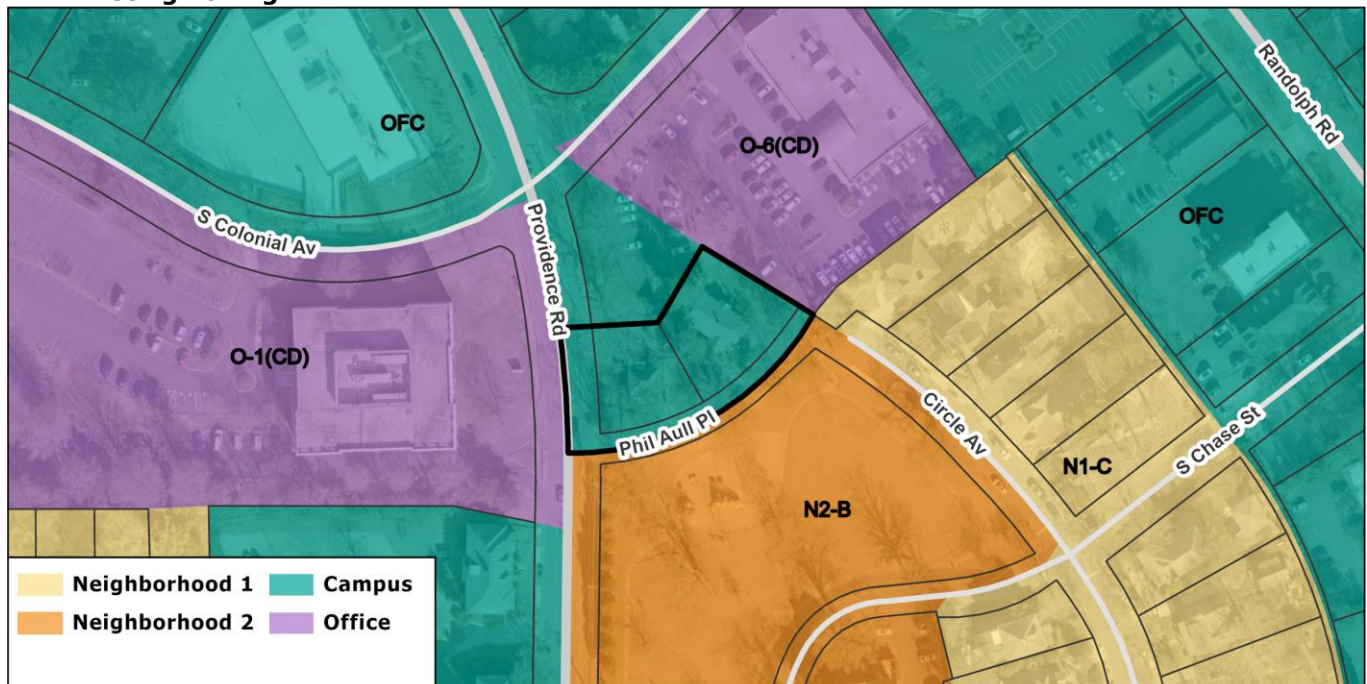 OFC
Randolph Rd
O-6(CD)
S Colonial Av
Providence Rd
OFC
O-1(CD)
Phil Aull Pl
Circle Av
N1-C
S Chase St
N2-B
Neighborhood 1
Campus
Neighborhood 2
Office